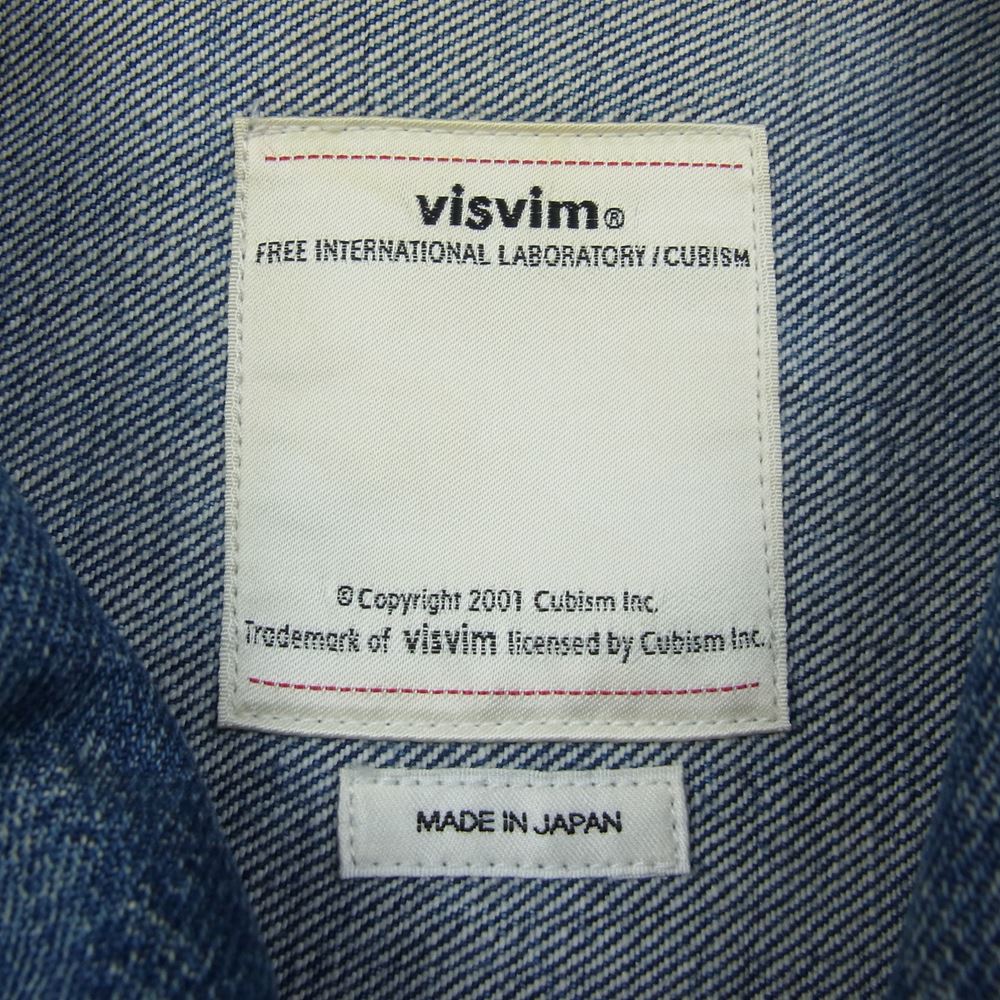 visvim®
FREE INTERNATIONAL LABORATORY / CUBISM
© Copyright 2001 Cubism Inc.
Trademark of visvim licensed by Cubism Inc.
MADE IN JAPAN